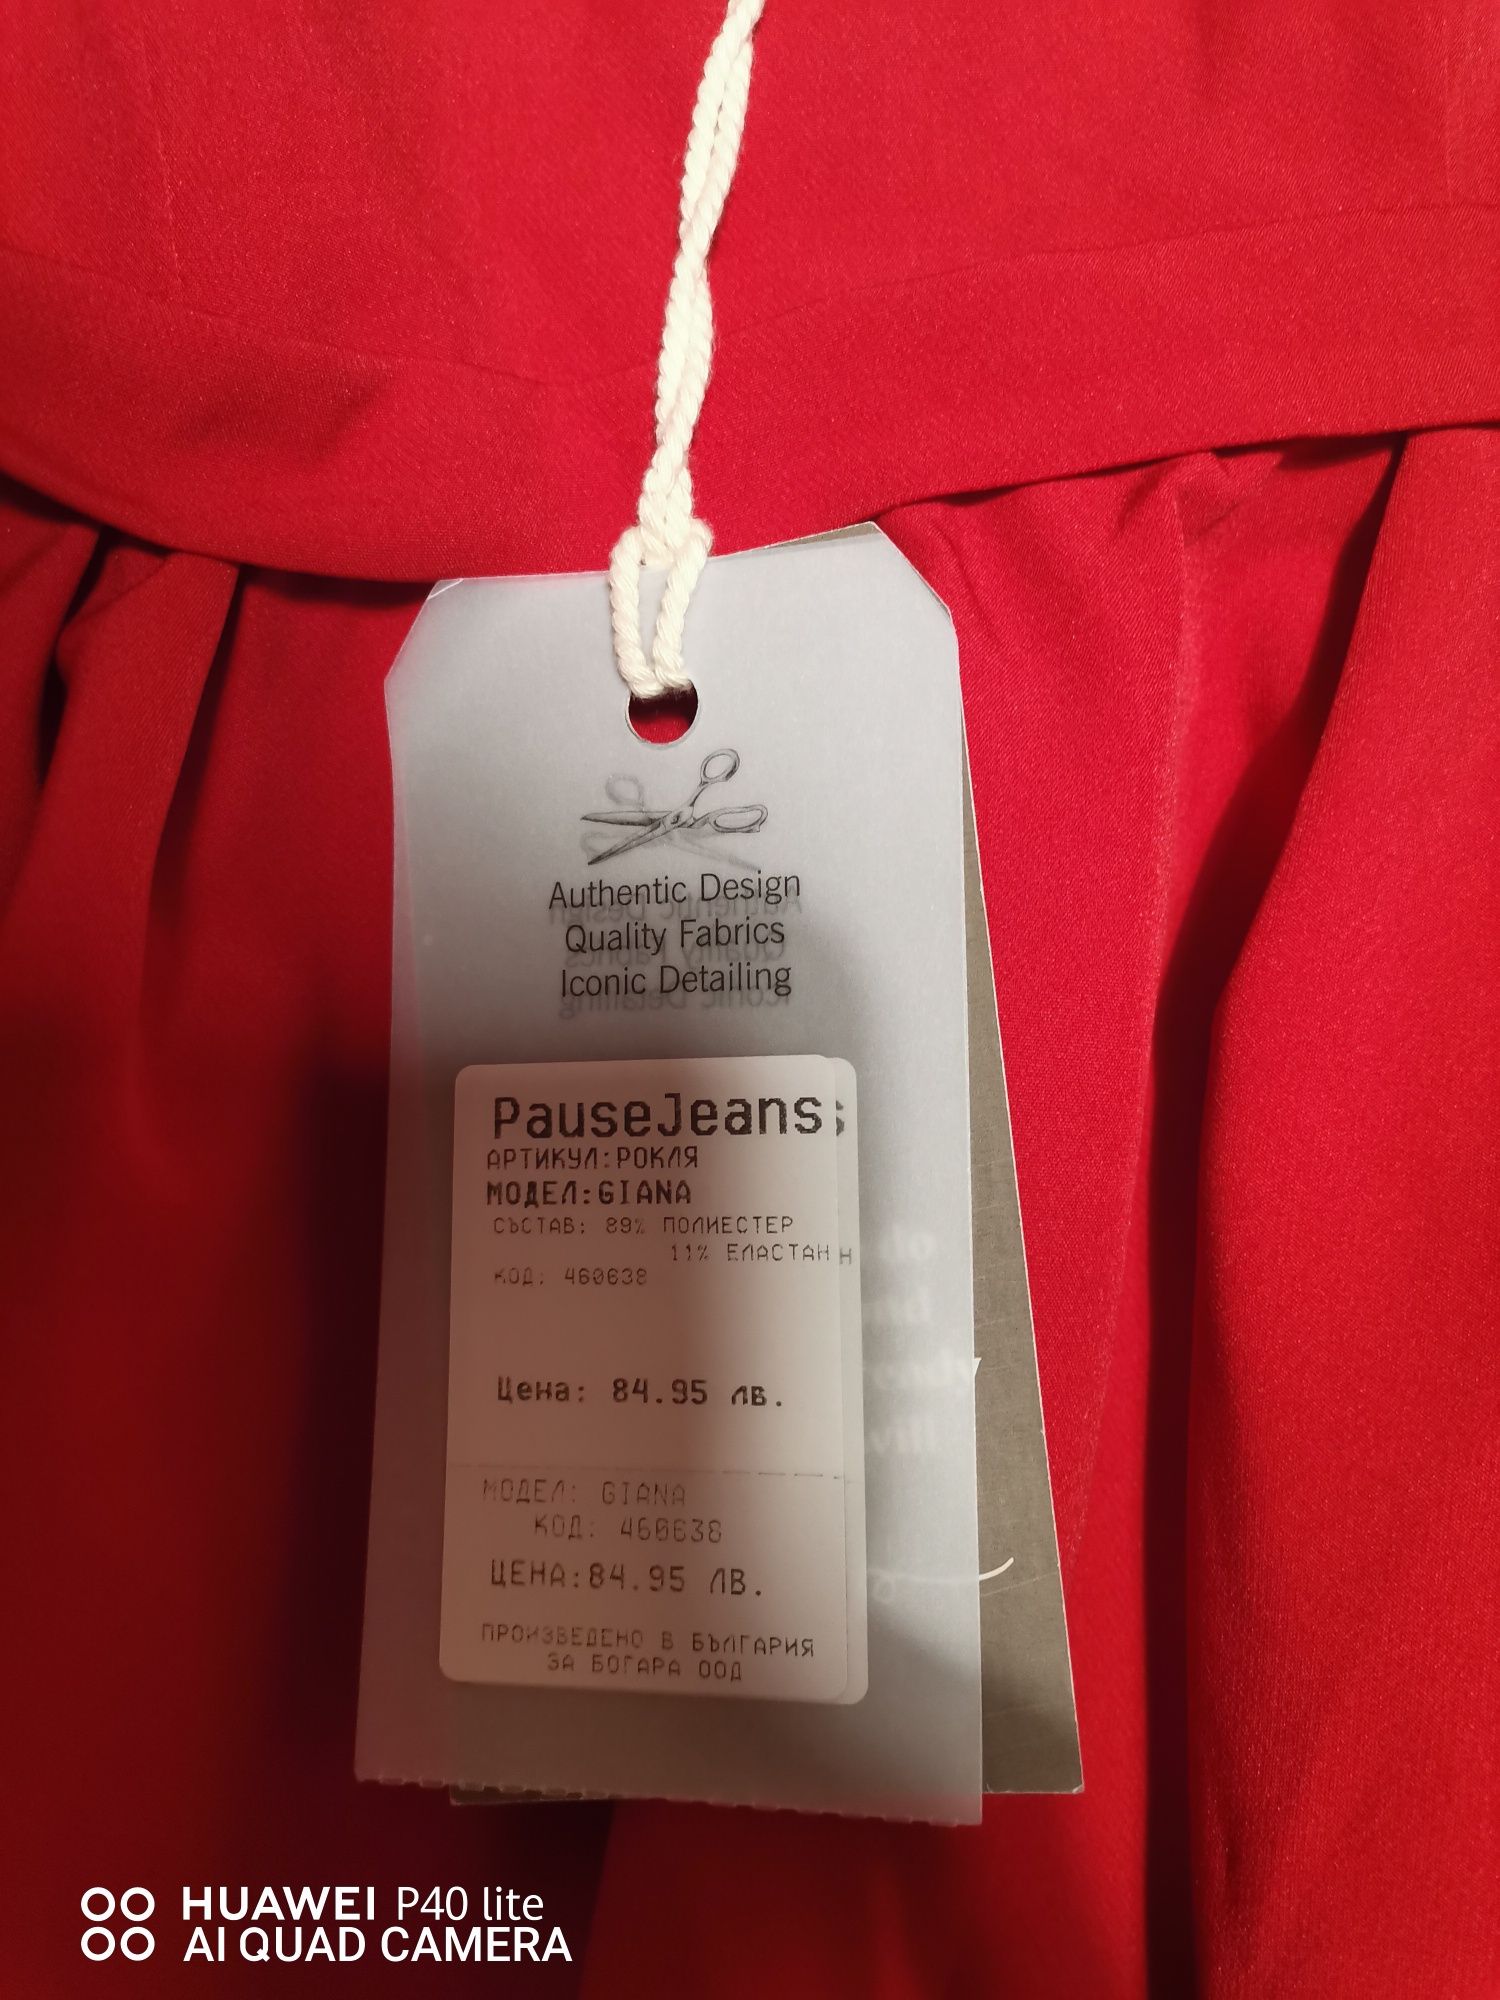 Authentic Design
Quality Fabrics
Iconic Detailing
PauseJeans
АРТИКУЛ:РОКЛЯ
МОДЕЛ:GIANA
СЪСТАВ: 89% ПОЛИЕСТЕР
11% ЕЛАСТАН
КОД: 460638
Цена: 84.95 лв.
МОДЕЛ: GIANA
КОД: 460638
ЦЕНА:84.95 ЛВ.
ПРОИЗВЕДЕНО В БЪЛГАРИЯ
ЗА БОГАРА ООД
HUAWEI P40 lite
AI QUAD CAMERA